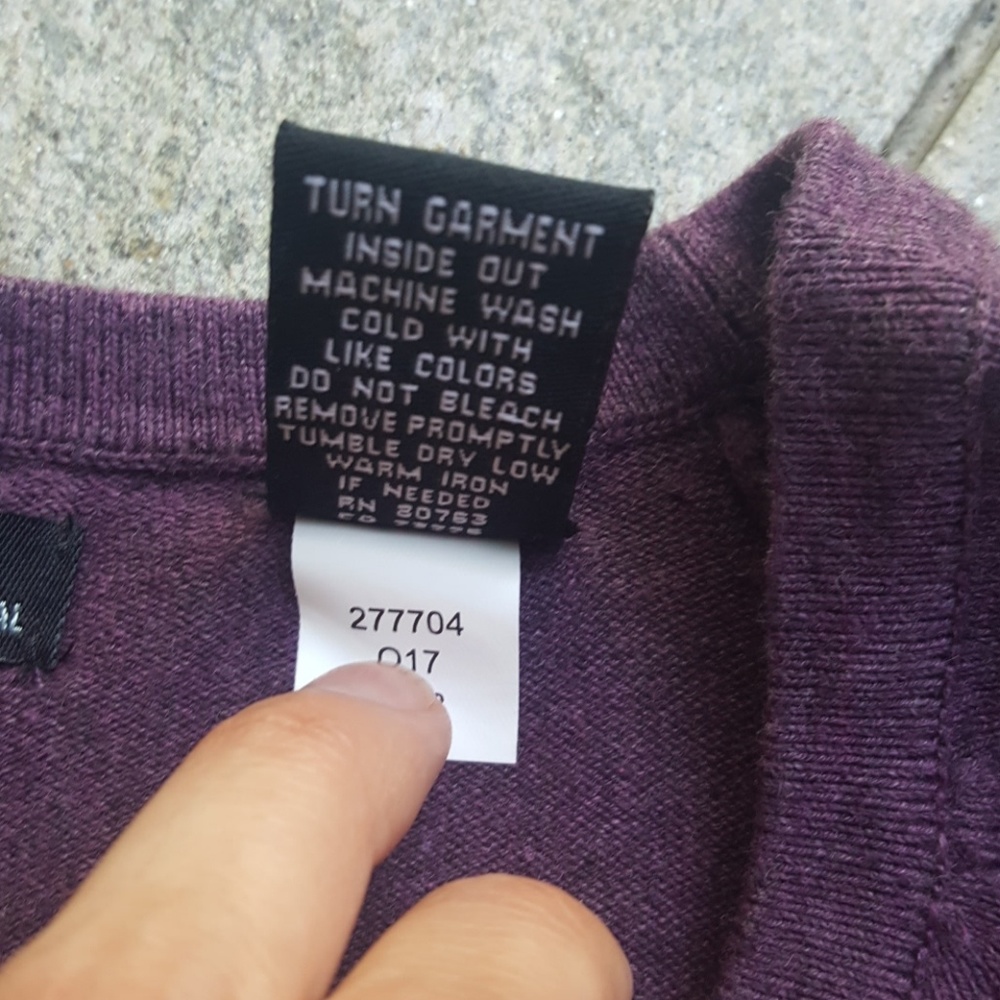 TURN GARMENT
INSIDE OUT
MACHINE WASH
COLD WITH
LIKE COLORS
DO NOT BLEACH
REMOVE PROMPTLY
TUMBLE DRY LOW
WARM IRON
IF NEEDED
RN 80763
277704